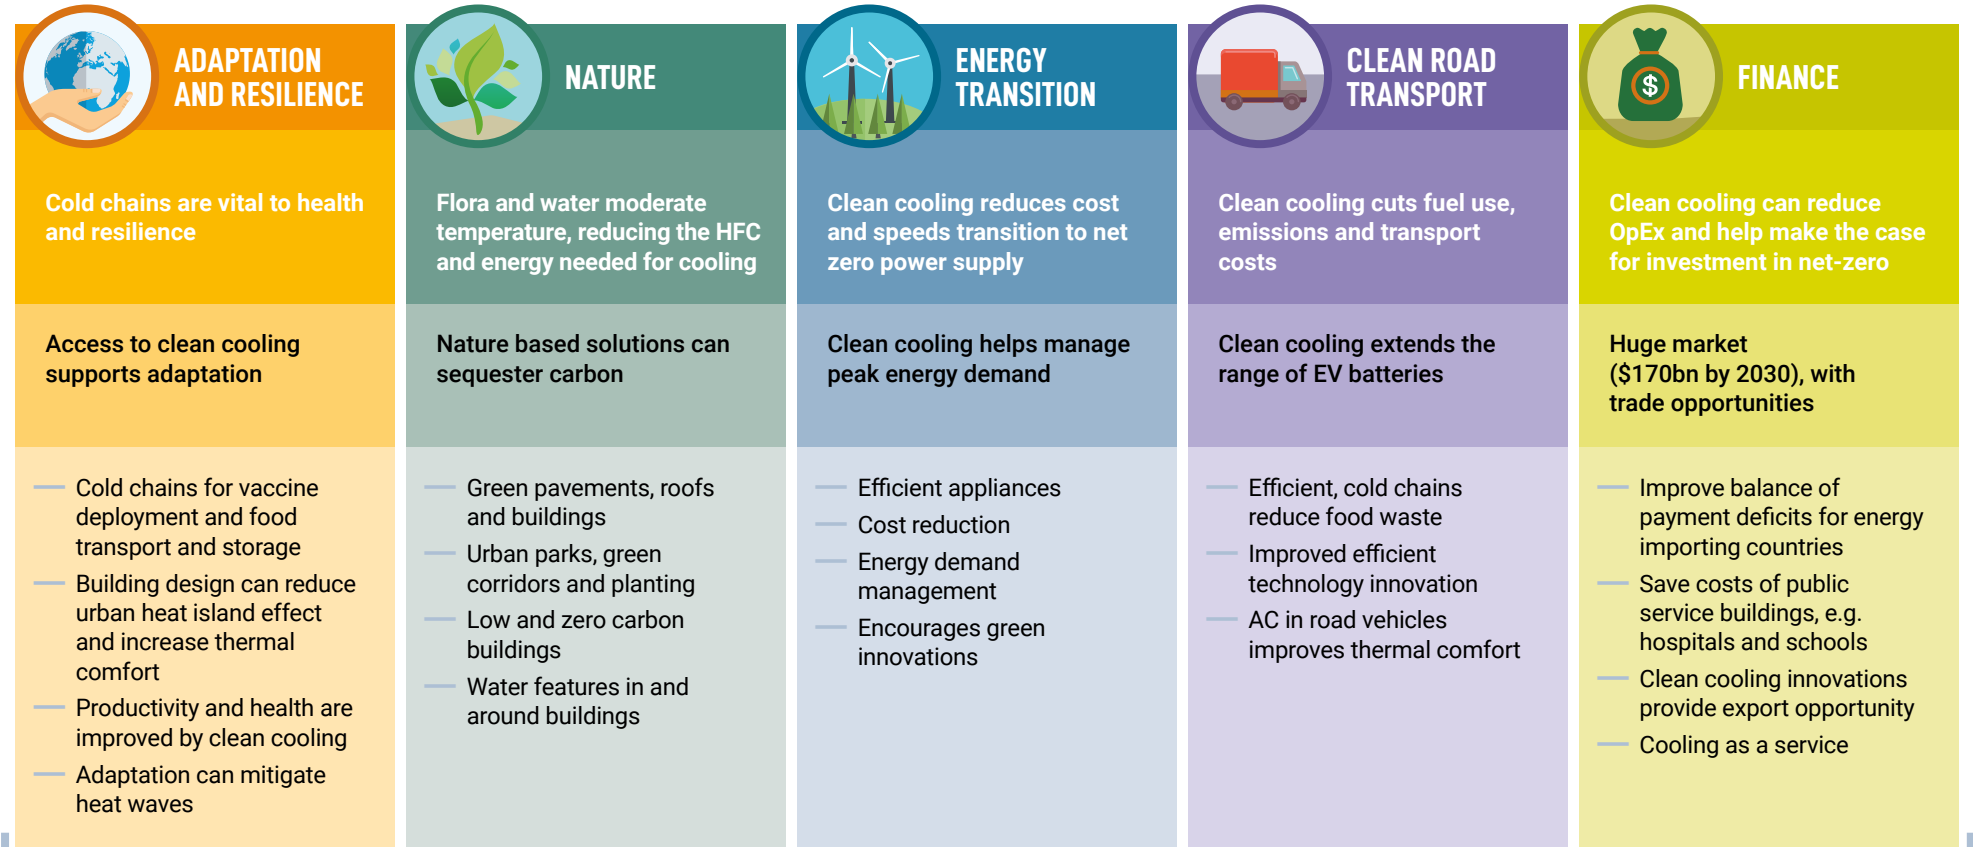 ADAPTATION
AND RESILIENCE
Cold chains are vital to health
and resilience
Access to clean cooling
supports adaptation
— Cold chains for vaccine
deployment and food
transport and storage
— Building design can reduce
urban heat island effect
and increase thermal
comfort
— Productivity and health are
improved by clean cooling
— Adaptation can mitigate
heat waves
NATURE
Flora and water moderate
temperature, reducing the HFC
and energy needed for cooling
Nature based solutions can
sequester carbon
— Green pavements, roofs
and buildings
— Urban parks, green
corridors and planting
— Low and zero carbon
buildings
— Water features in and
around buildings
ENERGY
TRANSITION
Clean cooling reduces cost
and speeds transition to net
zero power supply
Clean cooling helps manage
peak energy demand
— Efficient appliances
— Cost reduction
— Energy demand
management
— Encourages green
innovations
CLEAN ROAD
TRANSPORT
Clean cooling cuts fuel use,
emissions and transport
costs
Clean cooling extends the
range of EV batteries
— Efficient, cold chains
reduce food waste
— Improved efficient
technology innovation
— AC in road vehicles
improves thermal comfort
$
FINANCE
Clean cooling can reduce
OpEx and help make the case
for investment in net-zero
Huge market
($170bn by 2030), with
trade opportunities
— Improve balance of
payment deficits for energy
importing countries
— Save costs of public
service buildings, e.g.
hospitals and schools
— Clean cooling innovations
provide export opportunity
— Cooling as a service